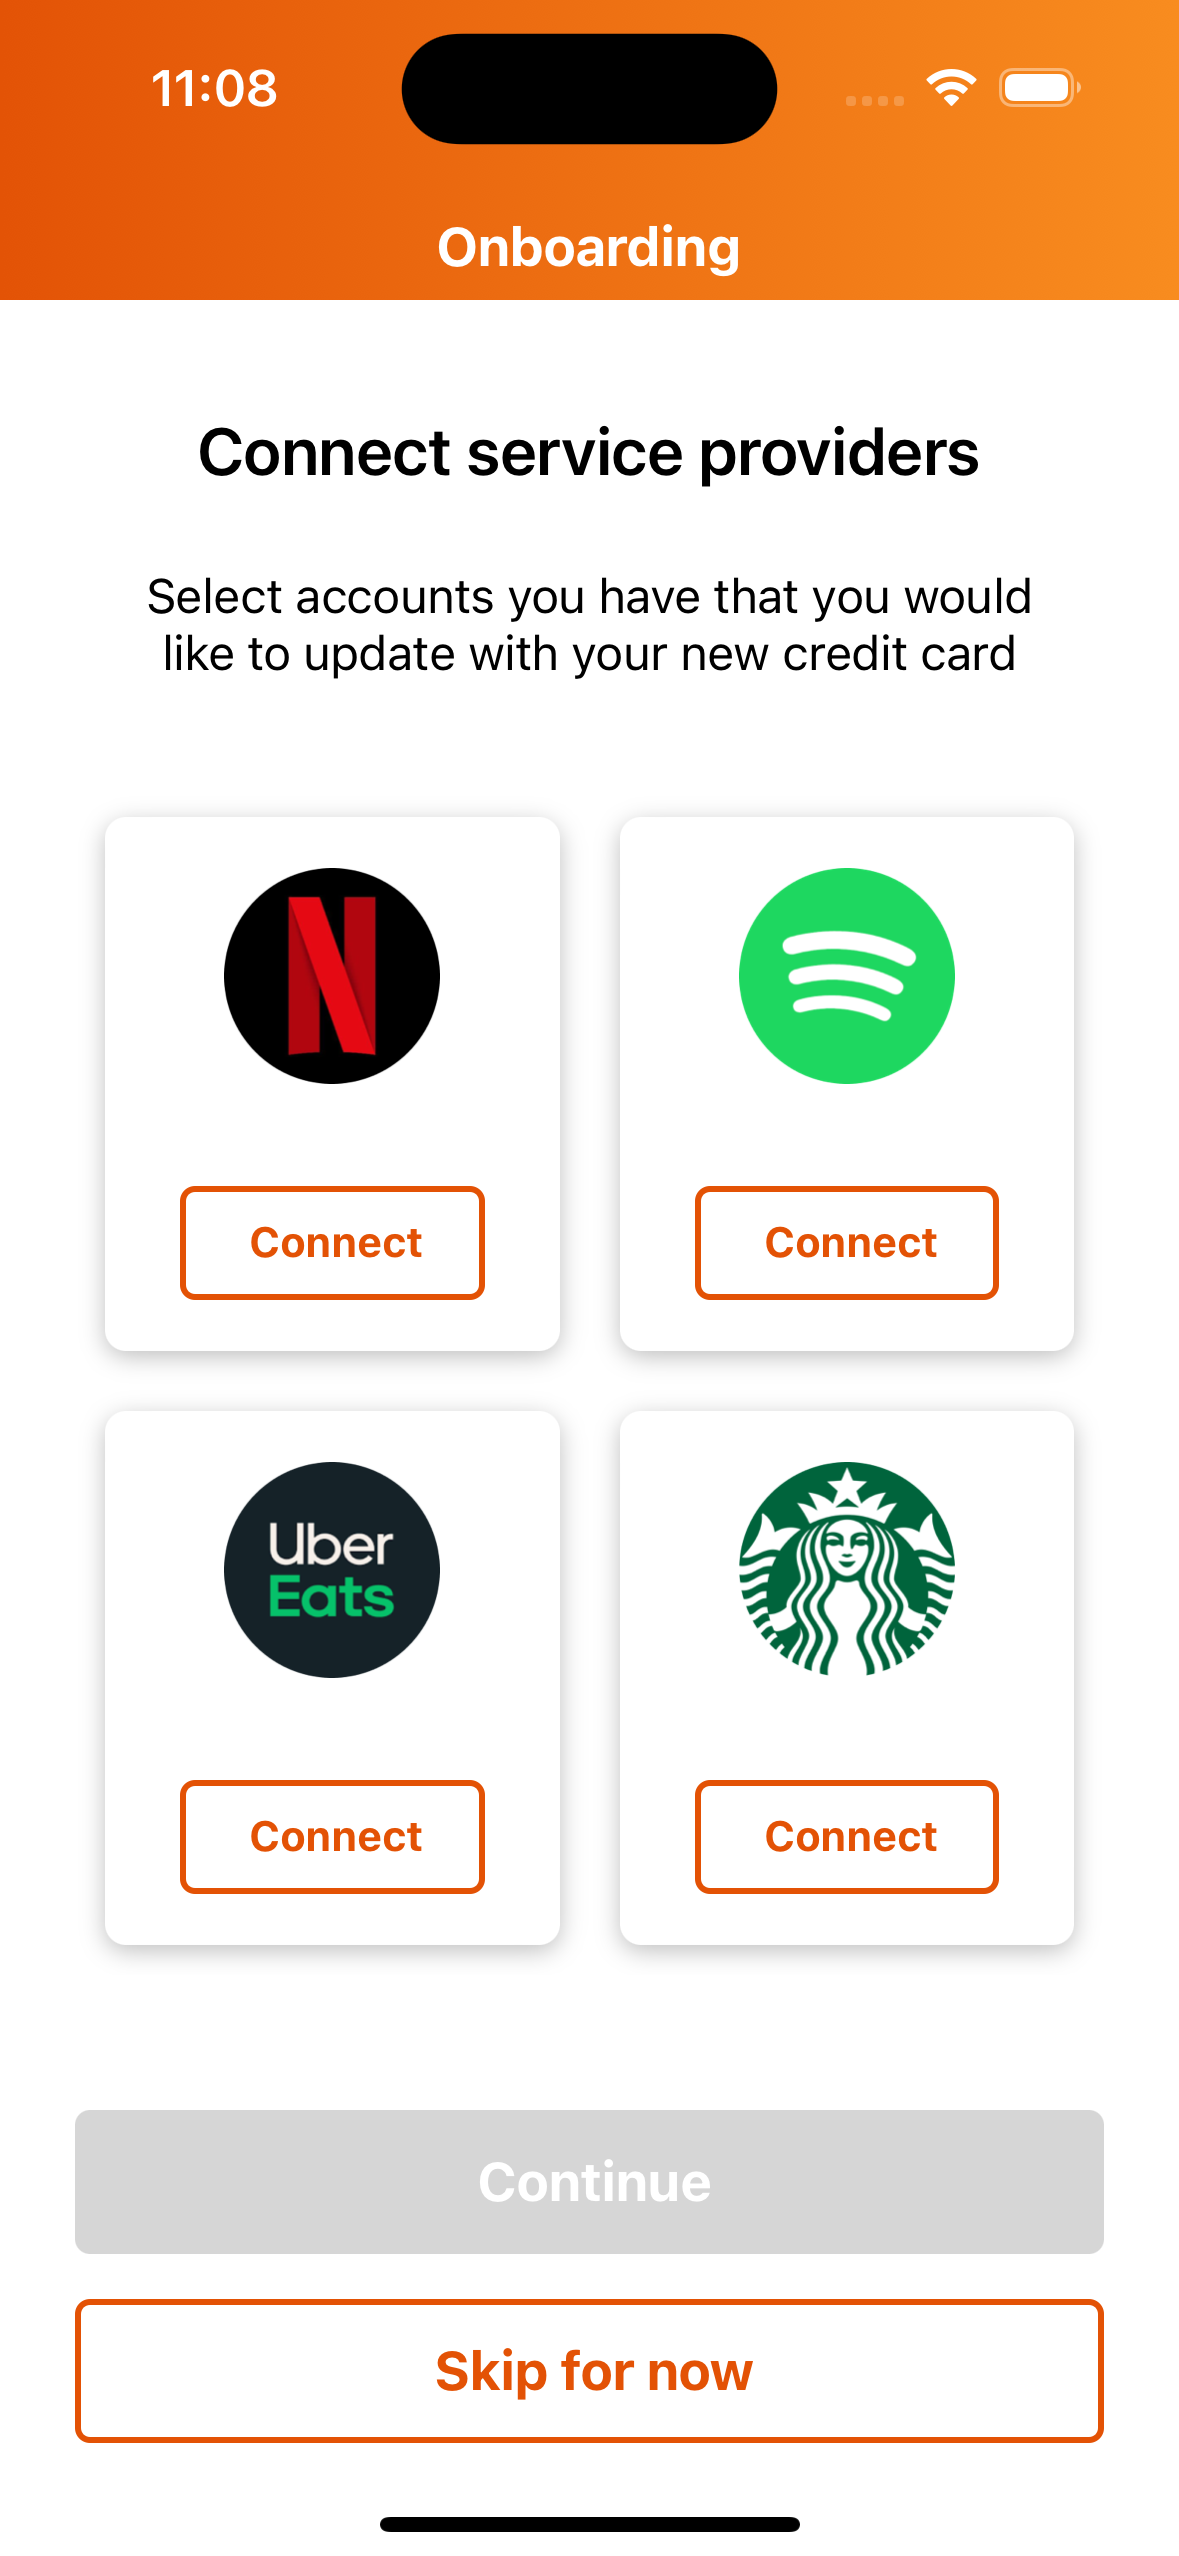 11:08
Onboarding
Connect service providers
Select accounts you have that you would
like to update with your new credit card
N
Connect
Connect
Uber
Eats
Connect
Connect
Continue
Skip for now